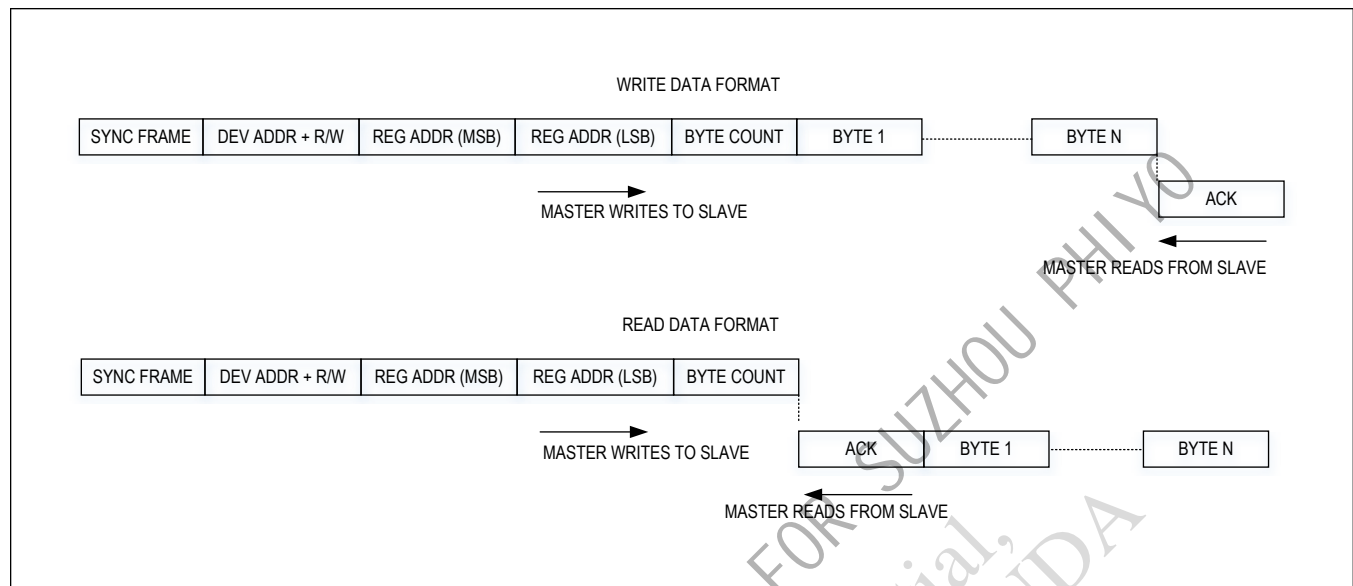 WRITE DATA FORMAT
SYNC FRAME DEV ADDR + R/W REG ADDR (MSB) REG ADDR (LSB) BYTE COUNT BYTE 1 BYTE N
ACK
MASTER WRITES TO SLAVE
MASTER READS FROM SLAVE
READ DATA FORMAT
SYNC FRAME DEV ADDR + R/W REG ADDR (MSB) REG ADDR (LSB) BYTE COUNT
MASTER WRITES TO SLAVE
ACK BYTE 1 BYTE N
MASTER READS FROM SLAVE
FOR SUZHOU PHIYO